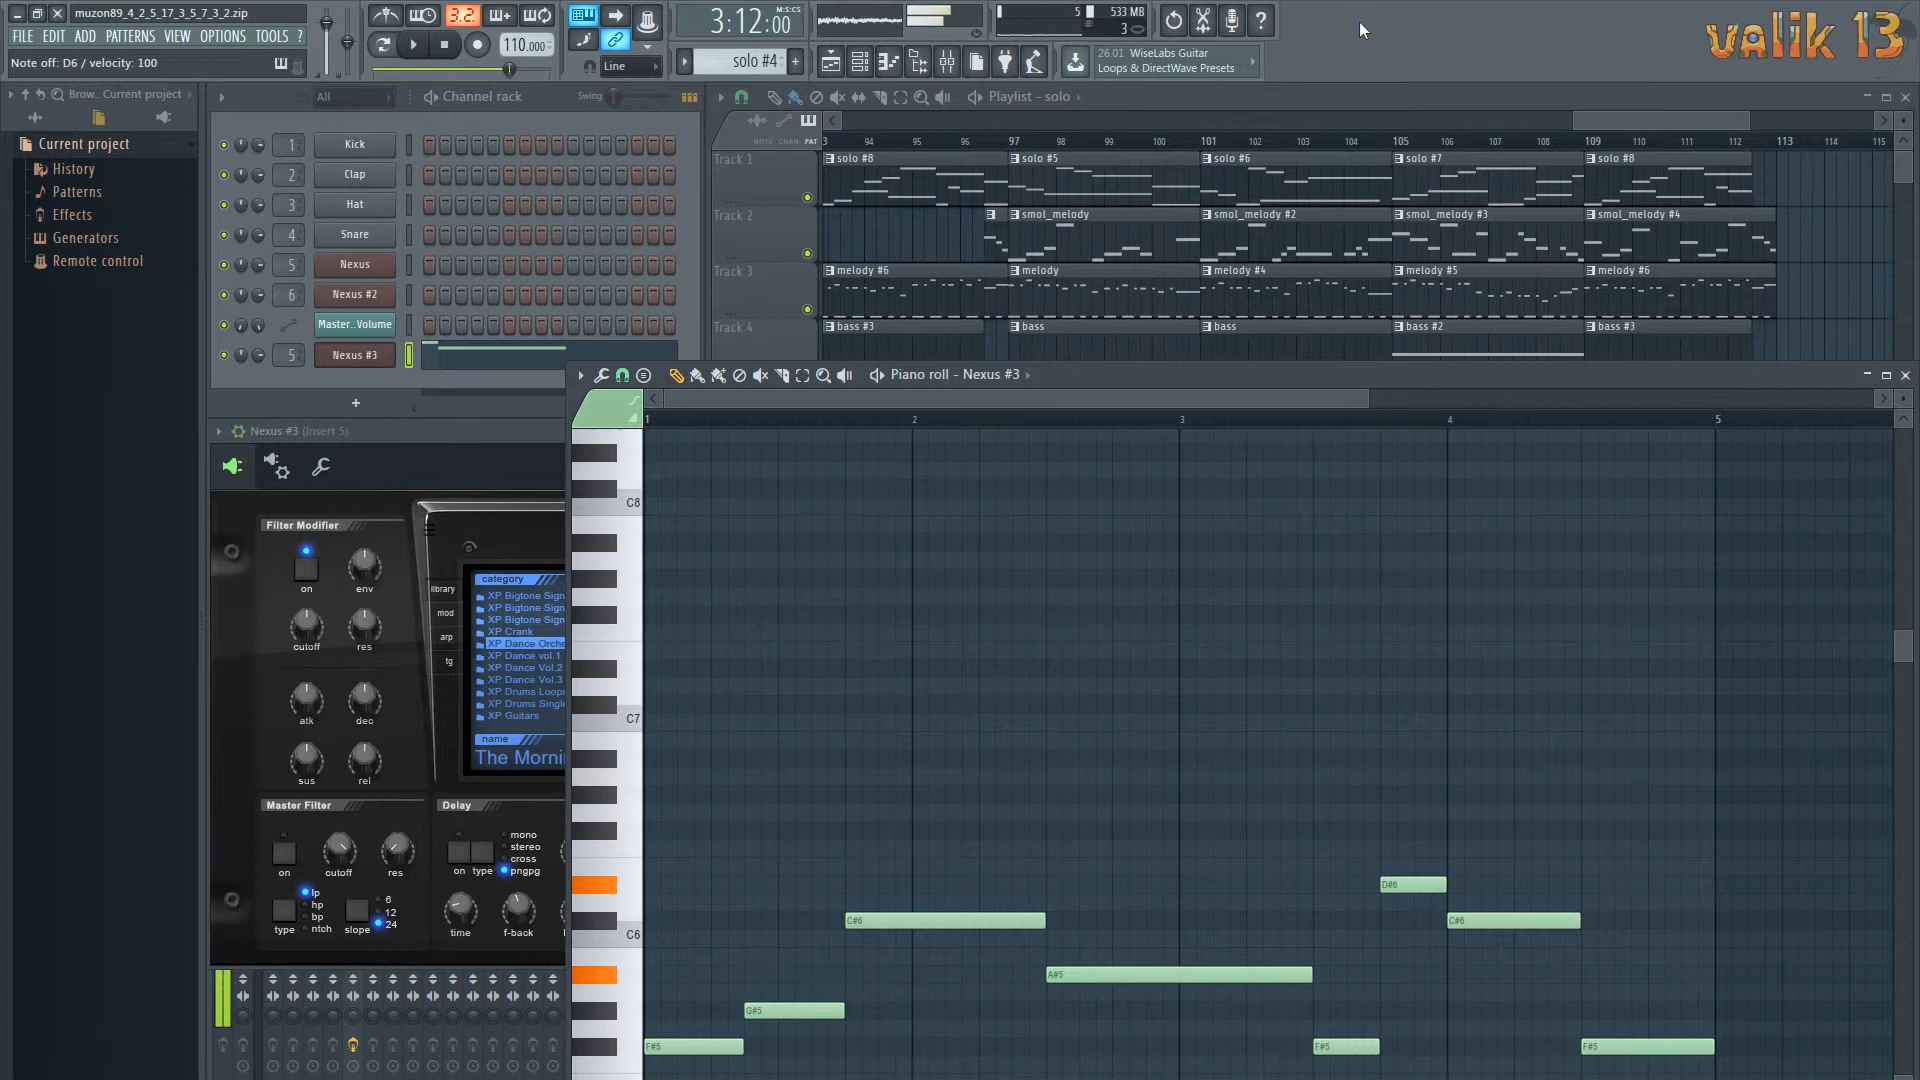 muzon89_4_2_5_17_3_5_7_3_2.zip
FILE EDIT ADD PATTERNS VIEW OPTIONS TOOLS ?
Note off: D6 / velocity: 100
3.2.
110.000
Line
3:12:00
M:S:CS
solo #4
5
533 MB
3
26.01 WiseLabs Guitar
Loops & DirectWave Presets
valik 13
Brow.. Current project
Current project
History
Patterns
Effects
Generators
Remote control
All
Channel rack
Swing
1 Kick
2 Clap
3 Hat
4 Snare
5 Nexus
6 Nexus #2
Master..Volume
5 Nexus #3
+
Playlist - solo
NOTE CHAN PAT
3 94 95 96 97 98 99 100 101 102 103 104 105 106 107 108 109 110 111 112 113 114 115
Track 1
solo #8 solo #5 solo #6 solo #7 solo #8
Track 2
smol_melody smol_melody #2 smol_melody #3 smol_melody #4
Track 3
melody #6 melody melody #4 melody #5 melody #6
Track 4
bass #3 bass bass bass #2 bass #3
Piano roll - Nexus #3
1 2 3 4 5
C8
C7
C6
D#6
C#6
C#6
A#5
G#5
F#5
F#5
F#5
Nexus #3 (Insert 5)
Filter Modifier
on env
cutoff res
atk dec
sus rel
library
mod
arp
tg
category
XP Bigtone Sign
XP Bigtone Sign
XP Bigtone Sign
XP Crank
XP Dance Orche
XP Dance vol.1
XP Dance Vol.2
XP Dance Vol.3
XP Drums Loops
XP Drums Single
XP Guitars
name
The Mornin
Master Filter
on cutoff res
lp
hp
bp
ntch
type
6
12
24
slope
Delay
on type
mono
stereo
cross
pngpg
time f-back